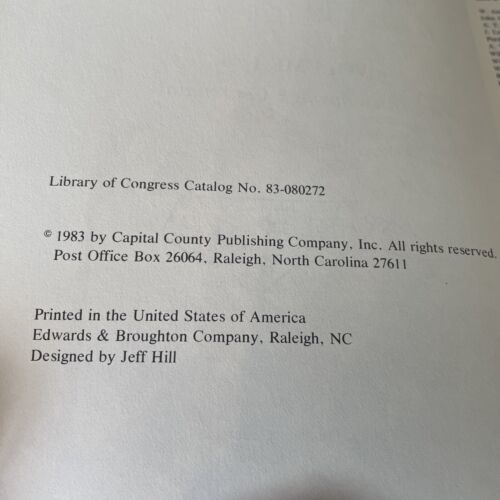 Library of Congress Catalog No. 83-080272
© 1983 by Capital County Publishing Company, Inc. All rights reserved.
Post Office Box 26064, Raleigh, North Carolina 27611
Printed in the United States of America
Edwards & Broughton Company, Raleigh, NC
Designed by Jeff Hill